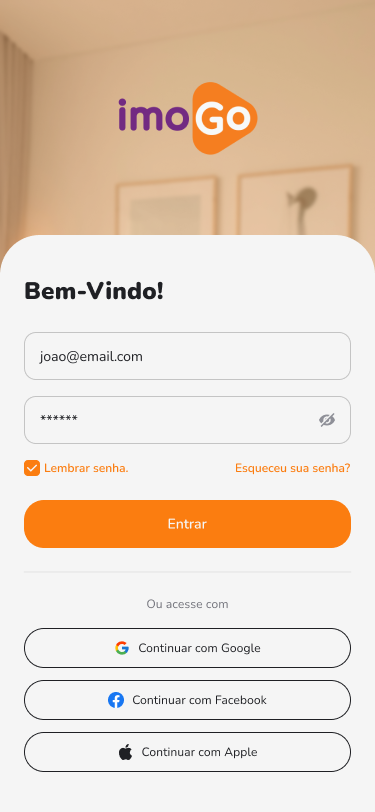 imoGo
Bem-Vindo!
joao@email.com
******
Lembrar senha.
Esqueceu sua senha?
Entrar
Ou acesse com
Continuar com Google
Continuar com Facebook
Continuar com Apple